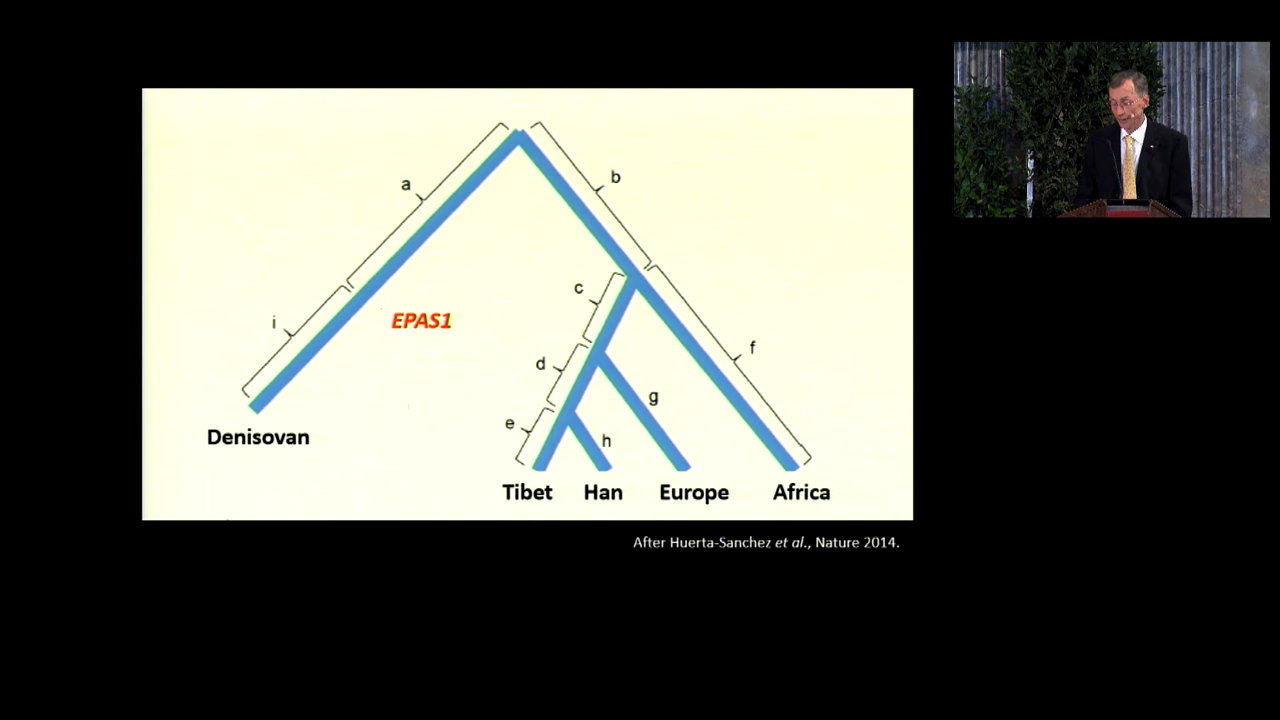 a
b
c
i
EPAS1
f
d
g
e
h
Denisovan
Tibet Han Europe Africa
After Huerta-Sanchez et al., Nature 2014.